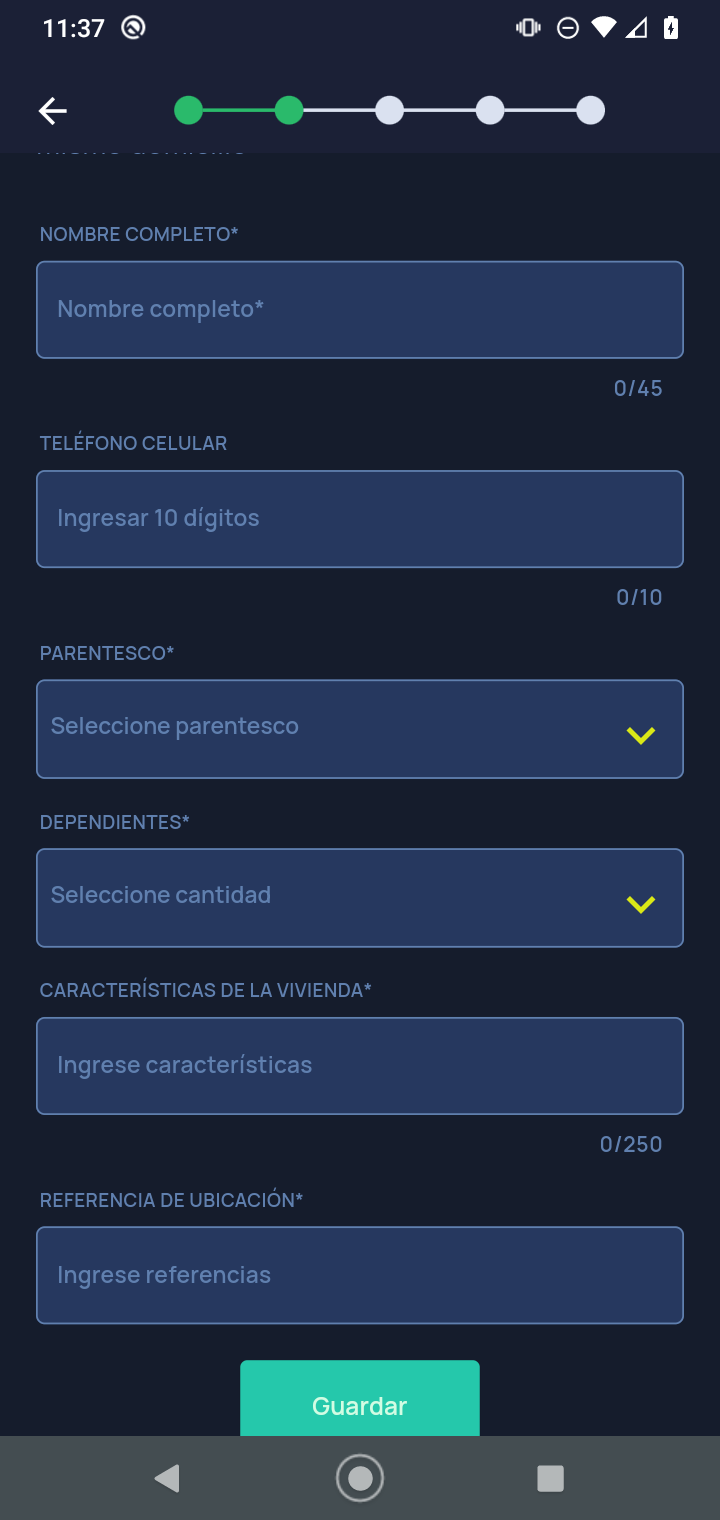 11:37
NOMBRE COMPLETO*
Nombre completo*
0/45
TELÉFONO CELULAR
Ingresar 10 dígitos
0/10
PARENTESCO*
Seleccione parentesco
DEPENDIENTES*
Seleccione cantidad
CARACTERÍSTICAS DE LA VIVIENDA*
Ingrese características
0/250
REFERENCIA DE UBICACIÓN*
Ingrese referencias
Guardar